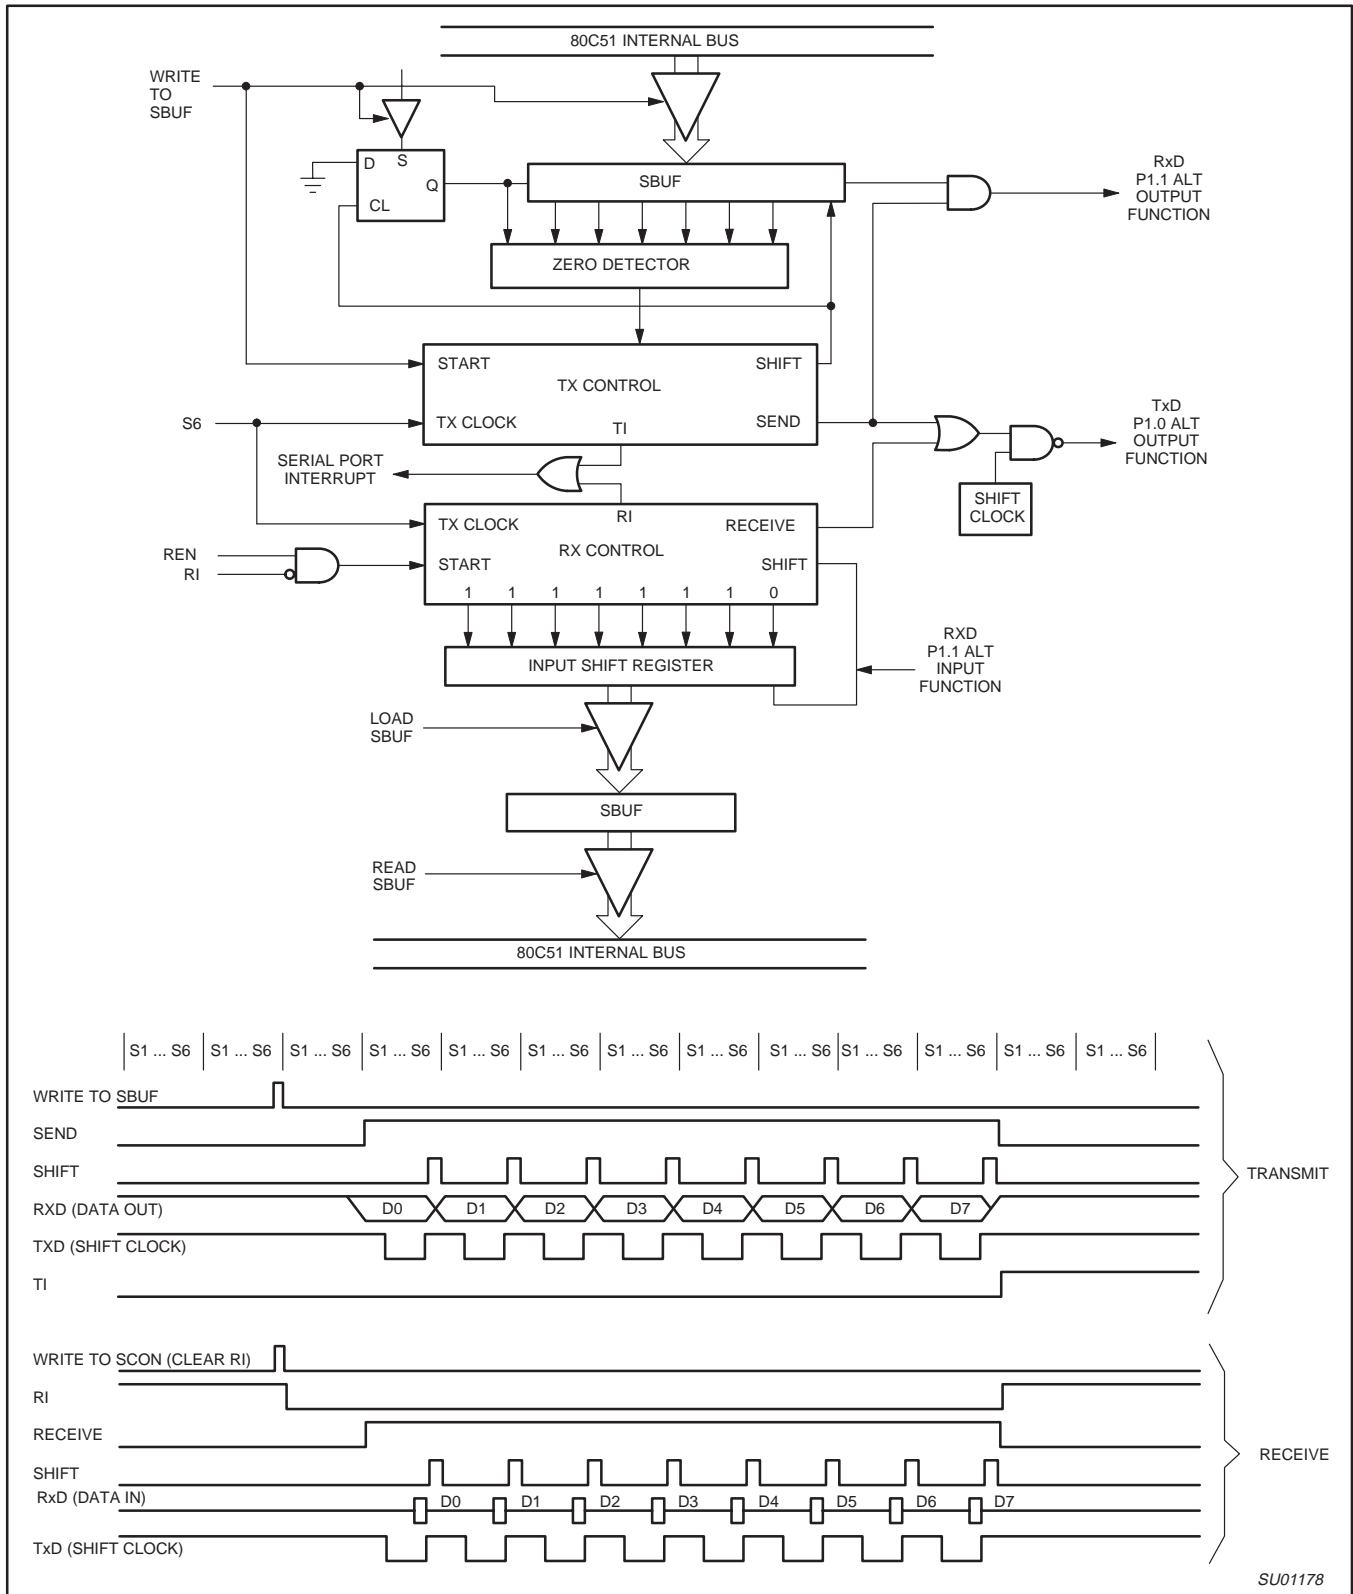 80C51 INTERNAL BUS
WRITE
TO
SBUF
D
S
Q
CL
SBUF
RxD
P1.1 ALT
OUTPUT
FUNCTION
ZERO DETECTOR
START
SHIFT
TX CONTROL
S6
TX CLOCK
TI
SEND
TxD
P1.0 ALT
OUTPUT
FUNCTION
SERIAL PORT
INTERRUPT
SHIFT
CLOCK
TX CLOCK
RI
RECEIVE
REN
RI
RX CONTROL
START
SHIFT
1 1 1 1 1 1 1 0
INPUT SHIFT REGISTER
RXD
P1.1 ALT
INPUT
FUNCTION
LOAD
SBUF
SBUF
READ
SBUF
80C51 INTERNAL BUS
S1 ... S6 S1 ... S6 S1 ... S6 S1 ... S6 S1 ... S6 S1 ... S6 S1 ... S6 S1 ... S6 S1 ... S6 S1 ... S6 S1 ... S6 S1 ... S6 S1 ... S6
WRITE TO SBUF
SEND
SHIFT
TRANSMIT
RXD (DATA OUT) D0 D1 D2 D3 D4 D5 D6 D7
TXD (SHIFT CLOCK)
TI
WRITE TO SCON (CLEAR RI)
RI
RECEIVE
RECEIVE
SHIFT
RxD (DATA IN) D0 D1 D2 D3 D4 D5 D6 D7
TxD (SHIFT CLOCK)
SU01178